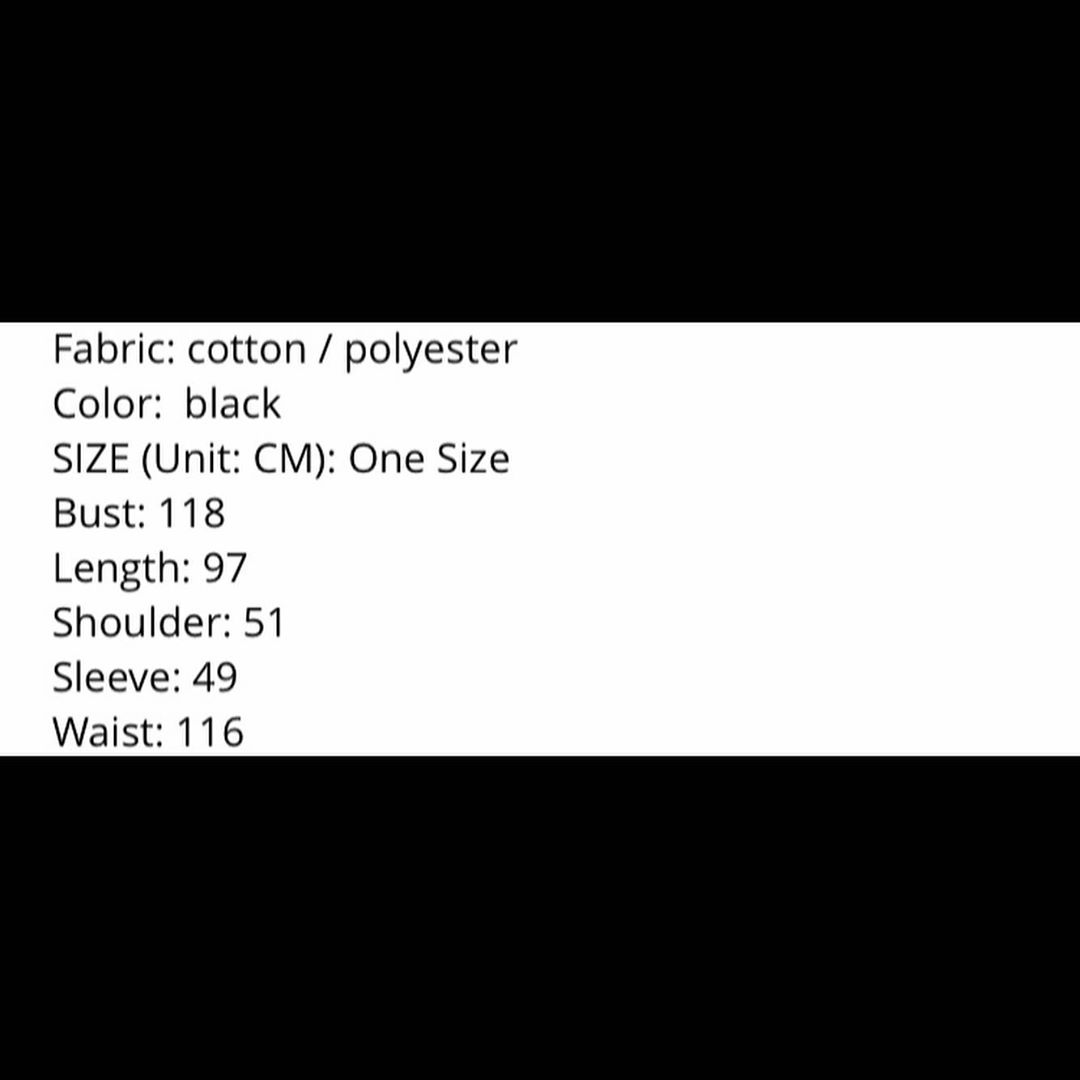 Fabric: cotton / polyester
Color:  black
SIZE (Unit: CM): One Size
Bust: 118
Length: 97
Shoulder: 51
Sleeve: 49
Waist: 116